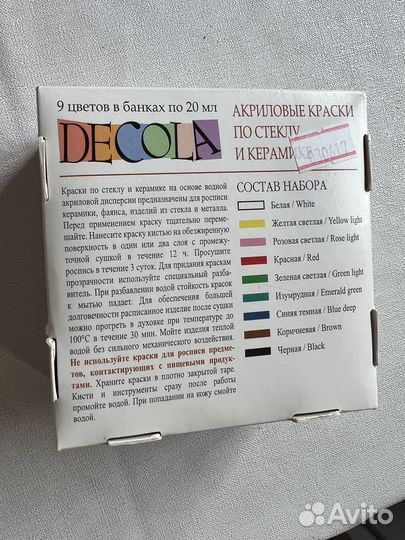 9 цветов в банках по 20 мл
DECOLA
АКРИЛОВЫЕ КРАСКИ
ПО СТЕКЛУ
И КЕРАМИ
Краски по стеклу и керамике на основе водной
акриловой дисперсии предназначены для росписи
керамики, фаянса, изделий из стекла и металла.
Перед применением краску тщательно переме-
шайте. Нанесите краску кистью на обезжиренную
поверхность в один или два слоя с промежу-
точной сушкой в течение 12 ч. Просушите
роспись в течение 3 суток. Для придания краскам
прозрачности используйте специальный разба-
витель. При разбавлении водой стойкость красок
к мытью падает. Для обеспечения большей
долговечности расписанное изделие после сушки
можно прогреть в духовке при температуре до
100°C в течение 30 мин. Мойте изделия теплой
водой без сильного механического воздействия.
Не используйте краски для росписи предме-
тов, контактирующих с пищевыми продук-
тами. Храните краски в плотно закрытой таре.
Кисти и инструменты сразу после работы
промойте водой. При попадании на кожу смойте
водой.
СОСТАВ НАБОРА
Белая / White
Желтая светлая / Yellow light
Розовая светлая / Rose light
Красная / Red
Зеленая светлая / Green light
Изумрудная / Emerald green
Синяя темная / Blue deep
Коричневая / Brown
Черная / Black
Avito